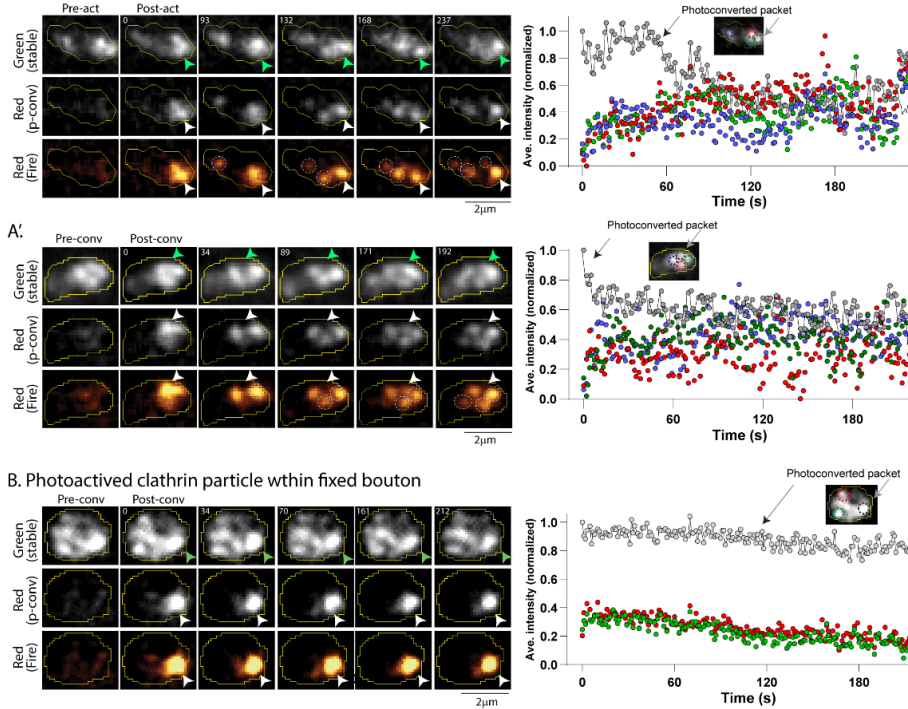 Pre-act Post-act
Green (stable)
0 93 132 168 237
Red (p-conv)
Red (Fire)
2μm
Photoconverted packet
Ave. intensity (normalized)
1.0
0.8
0.6
0.4
0.2
0.0
0 60 120 180
Time (s)
A'.
Pre-conv Post-conv
Green (stable)
0 34 89 171 192
Red (p-conv)
Red (Fire)
2μm
Photoconverted packet
Ave. intensity (normalized)
1.0
0.8
0.6
0.4
0.2
0.0
0 60 120 180
Time (s)
B. Photoactived clathrin particle wthin fixed bouton
Pre-conv Post-conv
Green (stable)
0 34 70 161 212
Red (p-conv)
Red (Fire)
2μm
Photoconverted packet
Ave. intensity (normalized)
1.0
0.8
0.6
0.4
0.2
0.0
0 60 120 180
Time (s)